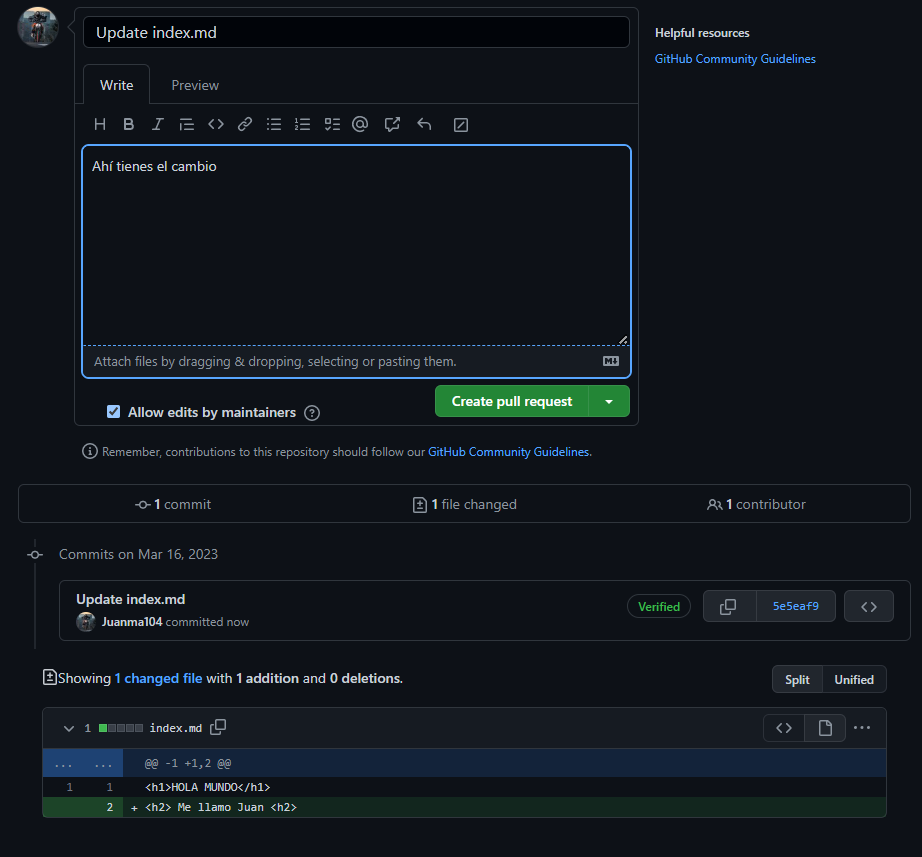 Update index.md
Helpful resources
GitHub Community Guidelines
Write
Preview
H B I
Ahí tienes el cambio
Attach files by dragging & dropping, selecting or pasting them.
Allow edits by maintainers
Create pull request
Remember, contributions to this repository should follow our GitHub Community Guidelines.
1 commit
1 file changed
1 contributor
Commits on Mar 16, 2023
Update index.md
Juanma104 committed now
Verified
5e5eaf9
Showing 1 changed file with 1 addition and 0 deletions.
Split
Unified
1 index.md
... ... @@ -1 +1,2 @@
1 1 <h1>HOLA MUNDO</h1>
2 + <h2> Me llamo Juan <h2>